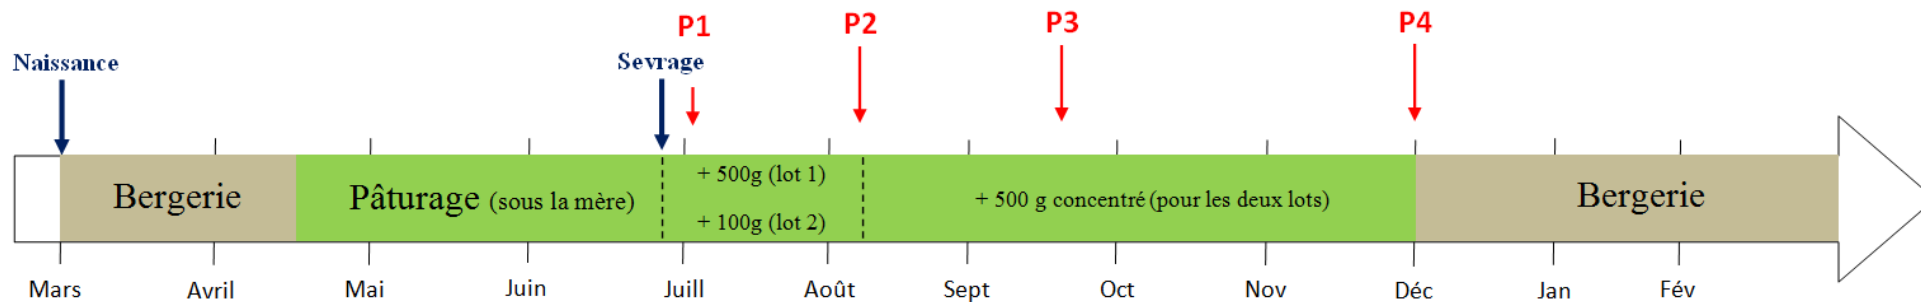 P1
P2
P3
P4
Naissance
Sevrage
Bergerie
Pâturage (sous la mère)
+ 500g (lot 1)
+ 100g (lot 2)
+ 500 g concentré (pour les deux lots)
Bergerie
Mars
Avril
Mai
Juin
Juill
Août
Sept
Oct
Nov
Déc
Jan
Fév